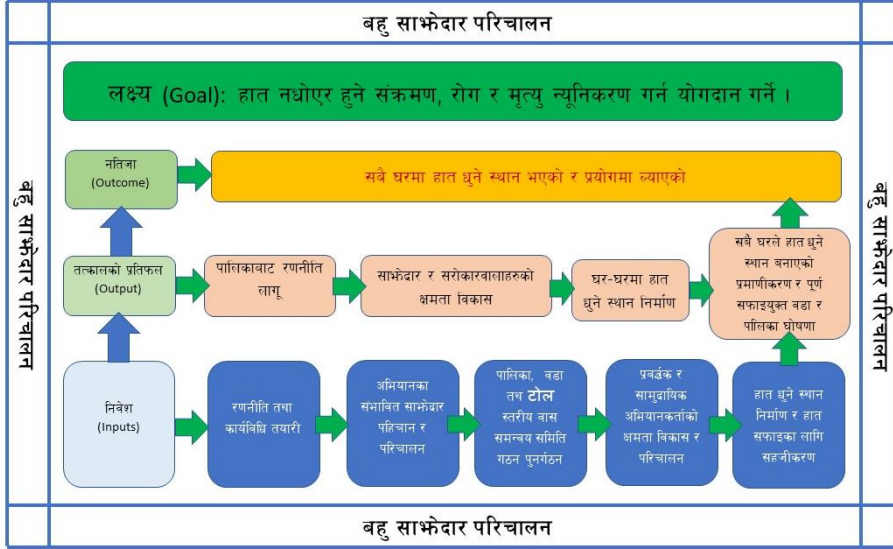 बहु साझेदार परिचालन
लक्ष्य (Goal): हात नधोएर हुने संक्रमण, रोग र मृत्यु न्यूनिकरण गर्न योगदान गर्ने ।
बहु साझेदार परिचालन
बहु साझेदार परिचालन
नतिजा
(Outcome)
सबै घरमा हात धुने स्थान भएको र प्रयोगमा ल्याएको
तत्कालको प्रतिफल
(Output)
पालिकाबाट रणनीति
लागू
साझेदार र सरोकारवालाहरुको
क्षमता विकास
घर-घरमा हात
धुने स्थान निर्माण
सबै घरले हात धुने
स्थान बनाएको
प्रमाणीकरण र पूर्ण
सफाइयुक्त वडा र
पालिका घोषणा
निवेश
(Inputs)
रणनीति तथा
कार्यविधि तयारी
अभियानका
संभावित साझेदार
पहिचान र
परिचालन
पालिका, वडा
तथ टोल
स्तरीय वास
समन्वय समिति
गठन पुनर्गठन
प्रवर्द्धक र
सामुदायिक
अभियानकर्ताको
क्षमता विकास र
परिचालन
हात धुने स्थान
निर्माण र हात
सफाइका लागि
सहजीकरण
बहु साझेदार परिचालन